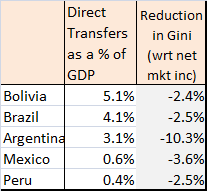 Direct Transfers as a % of GDP	Reduction in Gini (wrt net mkt inc)
Bolivia	5.1%	-2.4%
Brazil	4.1%	-2.5%
Argentina	3.1%	-10.3%
Mexico	0.6%	-3.6%
Peru	0.4%	-2.5%